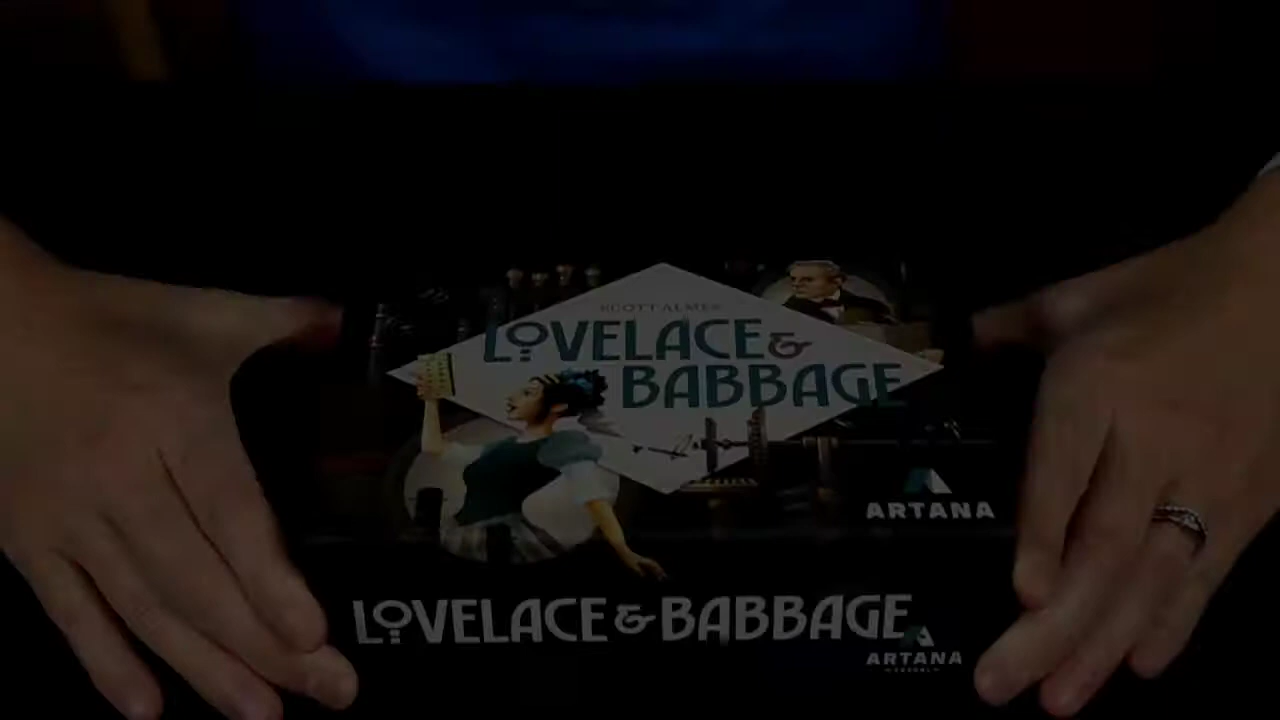 SCOTT ALMES
LOVELACE &
BABBAGE
ARTANA
LOVELACE & BABBAGE
ARTANA